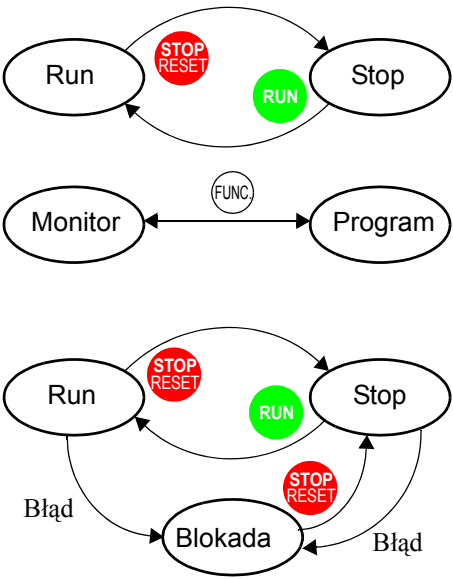 Run
STOP
RESET
RUN
Stop
Monitor
FUNC.
Program
Run
STOP
RESET
RUN
Stop
STOP
RESET
Błąd
Blokada
Błąd